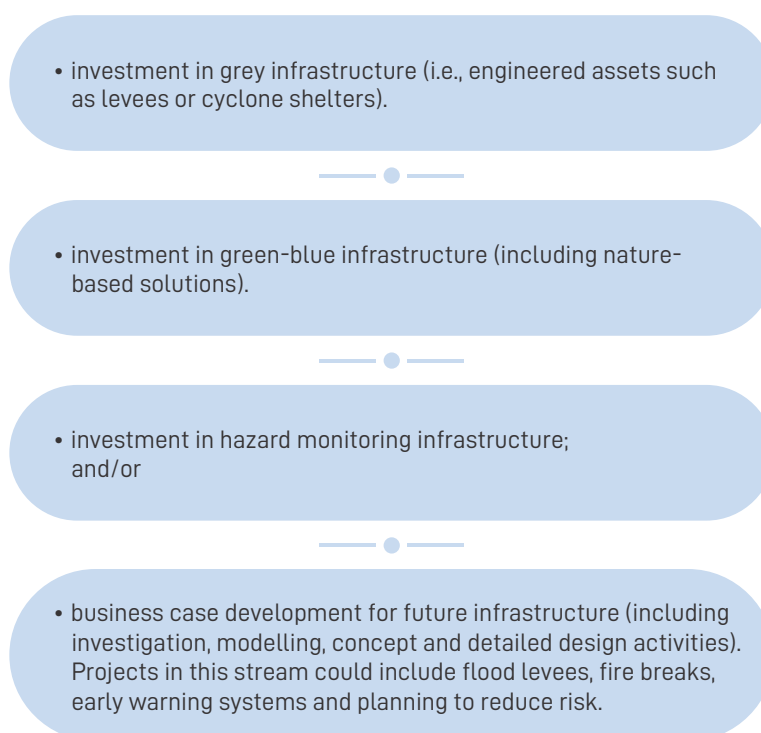 • investment in grey infrastructure (i.e., engineered assets such
as levees or cyclone shelters).
• investment in green-blue infrastructure (including nature-
based solutions).
• investment in hazard monitoring infrastructure;
and/or
• business case development for future infrastructure (including
investigation, modelling, concept and detailed design activities).
Projects in this stream could include flood levees, fire breaks,
early warning systems and planning to reduce risk.